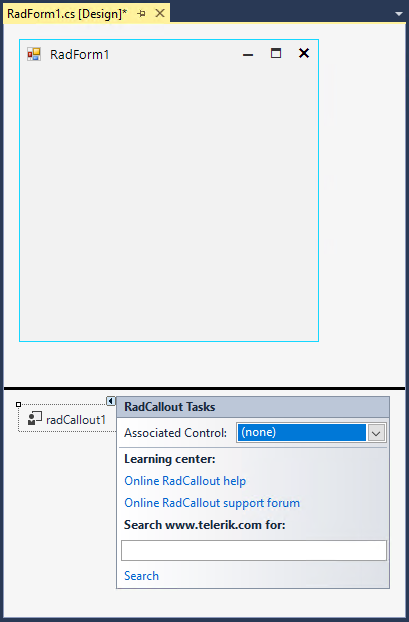 RadForm1.cs [Design]*
RadForm1
radCallout1
RadCallout Tasks
Associated Control: (none)
Learning center:
Online RadCallout help
Online RadCallout support forum
Search www.telerik.com for:
Search